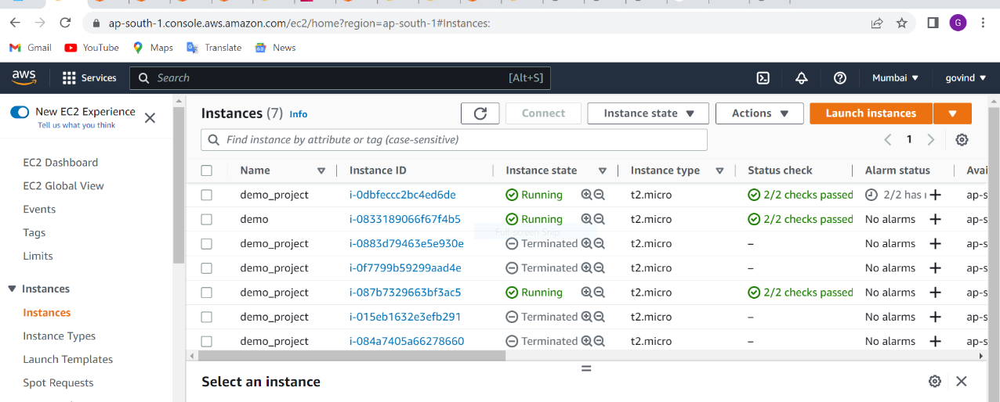 ap-south-1.console.aws.amazon.com/ec2/home?region=ap-south-1#Instances:
G
Gmail YouTube Maps Translate News
aws Services Search [Alt+S] Mumbai govind
New EC2 Experience
Tell us what you think
Instances (7) Info Connect Instance state Actions Launch instances
Find instance by attribute or tag (case-sensitive) 1
EC2 Dashboard
EC2 Global View
Events
Tags
Limits
Instances
Instances
Instance Types
Launch Templates
Spot Requests
Name Instance ID Instance state Instance type Status check Alarm status Avai
demo_project i-0dbfeccc2bc4ed6de Running t2.micro 2/2 checks passed 2/2 has ap-s
demo i-0833189066f67f4b5 Running t2.micro 2/2 checks passed No alarms ap-s
Full-screen Snip
demo_project i-0883d79463e5e930e Terminated t2.micro – No alarms ap-s
demo_project i-0f7799b59299aad4e Terminated t2.micro – No alarms ap-s
demo_project i-087b7329663bf3ac5 Running t2.micro 2/2 checks passed No alarms ap-s
demo_project i-015eb1632e3efb291 Terminated t2.micro – No alarms ap-s
demo_project i-084a7405a66278660 Terminated t2.micro – No alarms ap-s
Select an instance